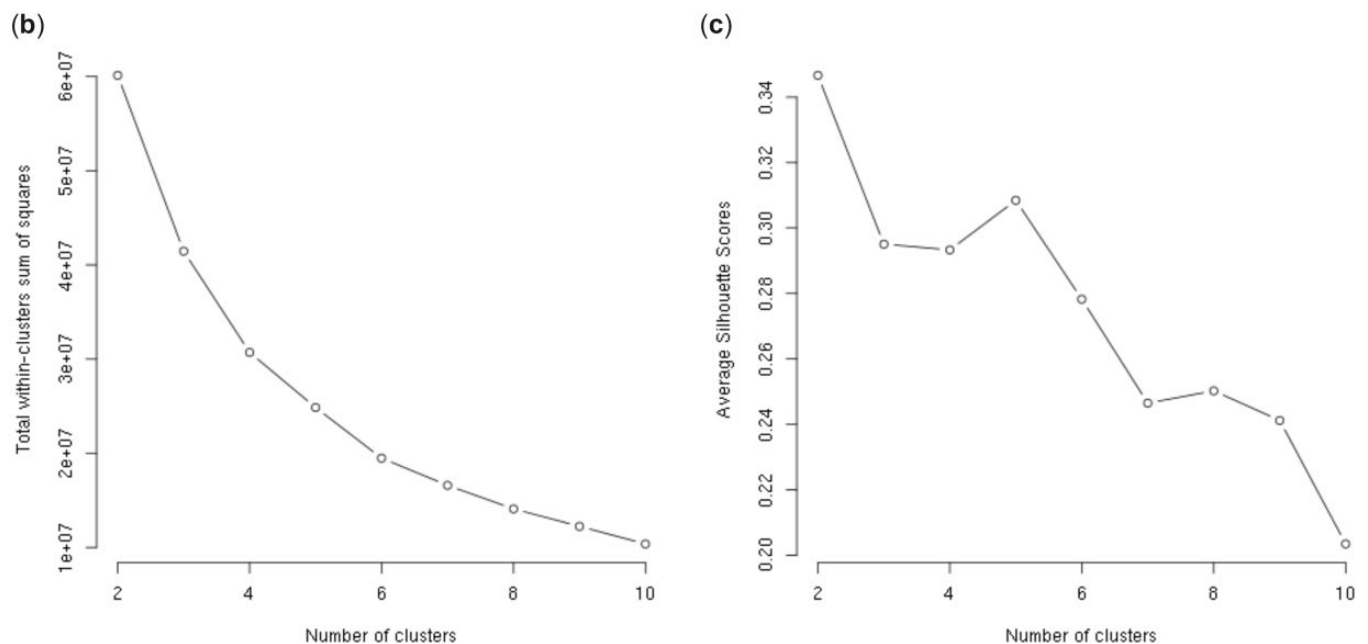 (b)
Total within-clusters sum of squares
6e+07
5e+07
4e+07
3e+07
2e+07
1e+07
2 4 6 8 10
Number of clusters
(c)
Average Silhouette Scores
0.34
0.32
0.30
0.28
0.26
0.24
0.22
0.20
2 4 6 8 10
Number of clusters